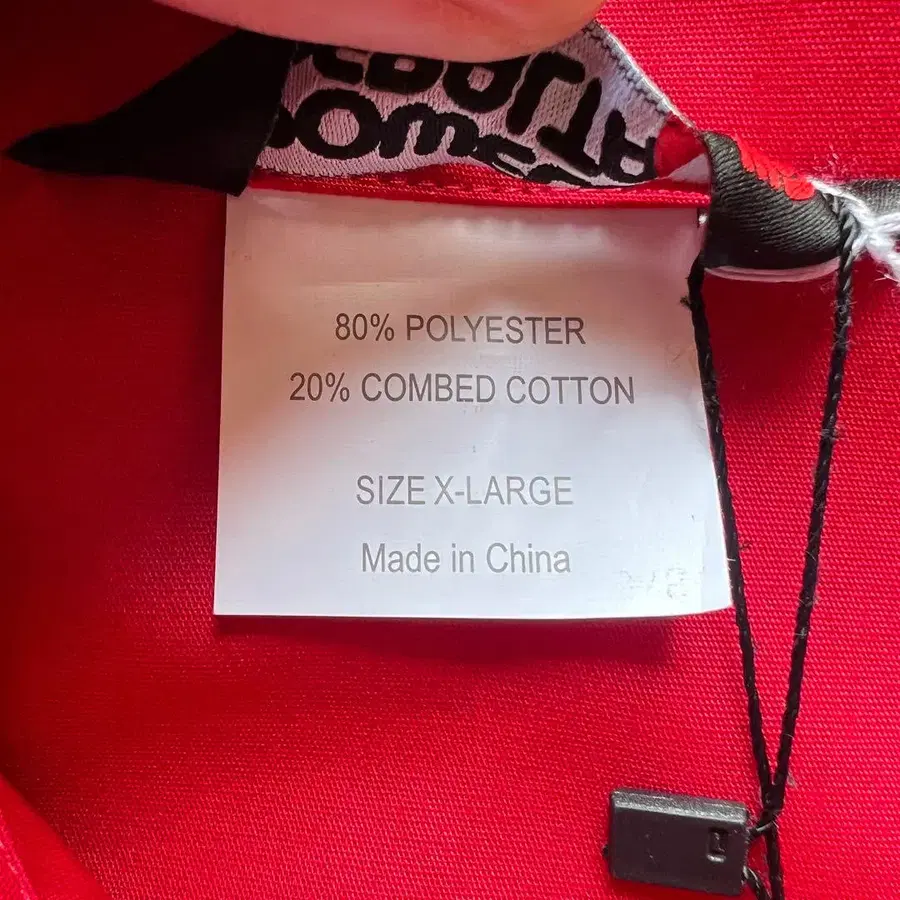 80% POLYESTER
20% COMBED COTTON
SIZE X-LARGE
Made in China